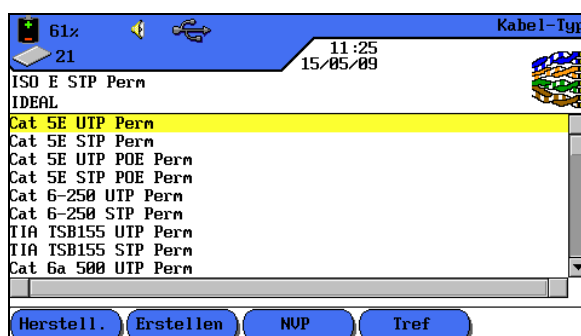 61%
Kabel-Typ
21
11:25
15/05/09
ISO E STP Perm
IDEAL
Cat 5E UTP Perm
Cat 5E STP Perm
Cat 5E UTP POE Perm
Cat 5E STP POE Perm
Cat 6-250 UTP Perm
Cat 6-250 STP Perm
TIA TSB155 UTP Perm
TIA TSB155 STP Perm
Cat 6a 500 UTP Perm
Herstell. Erstellen NVP Tref